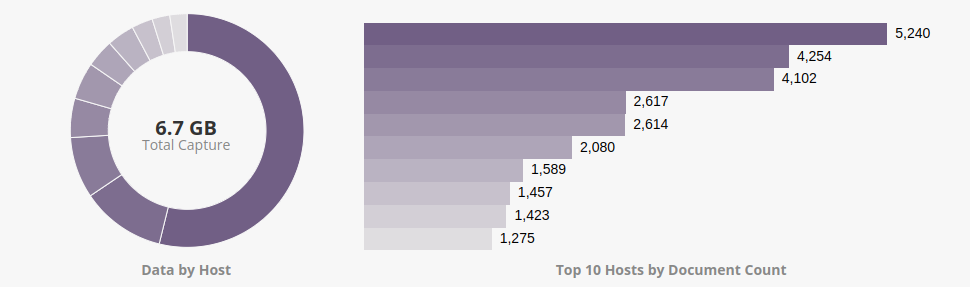 6.7 GB
Total Capture
Data by Host
5,240
4,254
4,102
2,617
2,614
2,080
1,589
1,457
1,423
1,275
Top 10 Hosts by Document Count